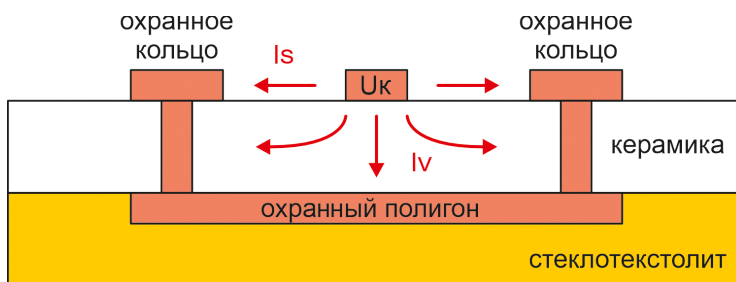 охранное
кольцо
охранное
кольцо
Is
Uк
Iv
керамика
охранный полигон
стеклотекстолит